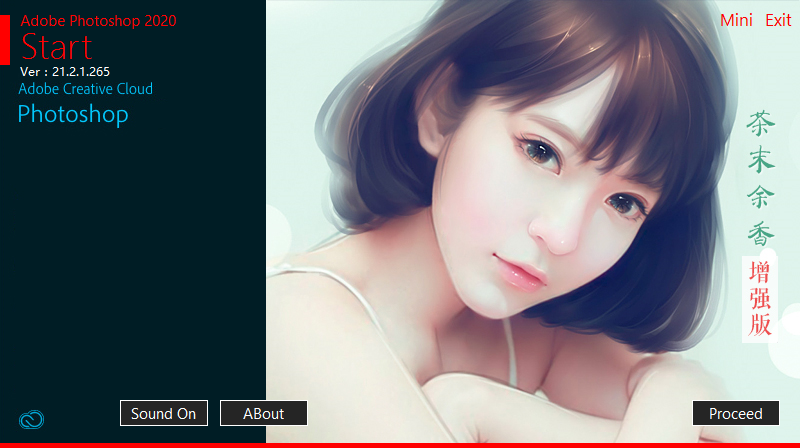 Adobe Photoshop 2020
Start
Ver : 21.2.1.265
Adobe Creative Cloud
Photoshop
Mini Exit
茶末余香
增强版
Sound On
ABout
Proceed